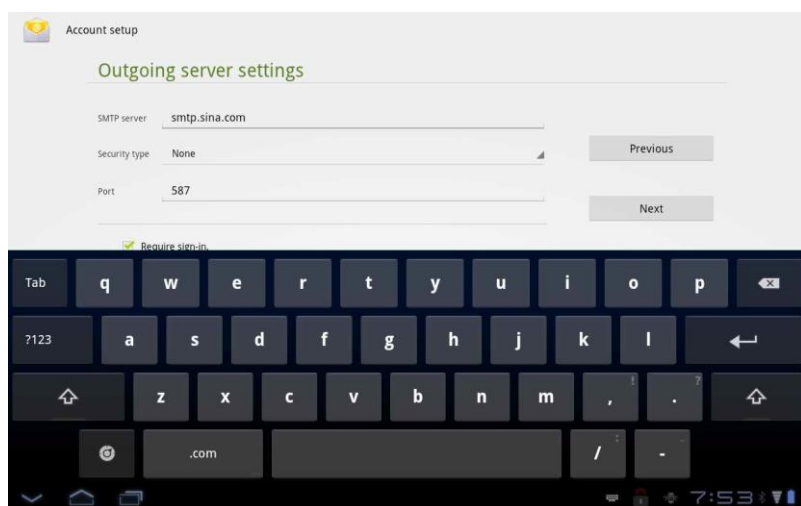 Account setup
Outgoing server settings
SMTP server smtp.sina.com
Security type None
Previous
Port 587
Next
Require sign-in.
Tab q w e r t y u i o p
?123 a s d f g h j k l
z x c v b n m , ! . ?
.com / : - _
7:53